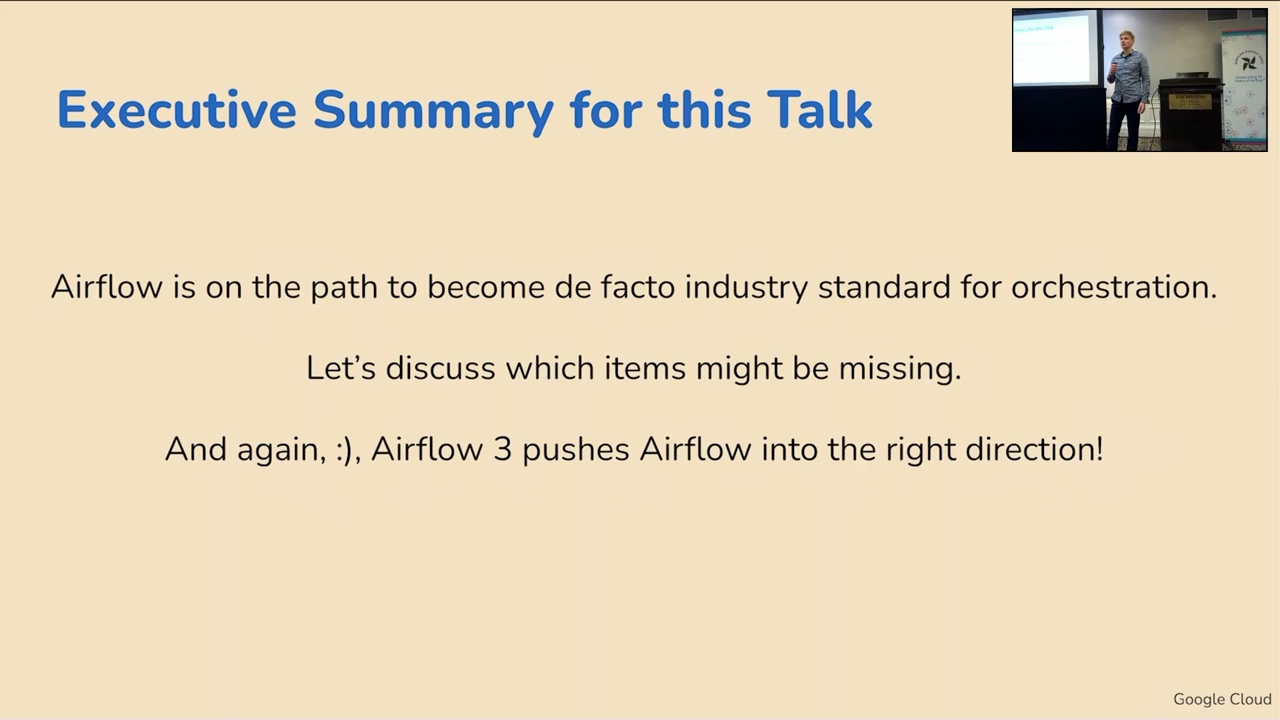 Executive Summary for this Talk
Airflow is on the path to become de facto industry standard for orchestration.
Let’s discuss which items might be missing.
And again, :), Airflow 3 pushes Airflow into the right direction!
Google Cloud